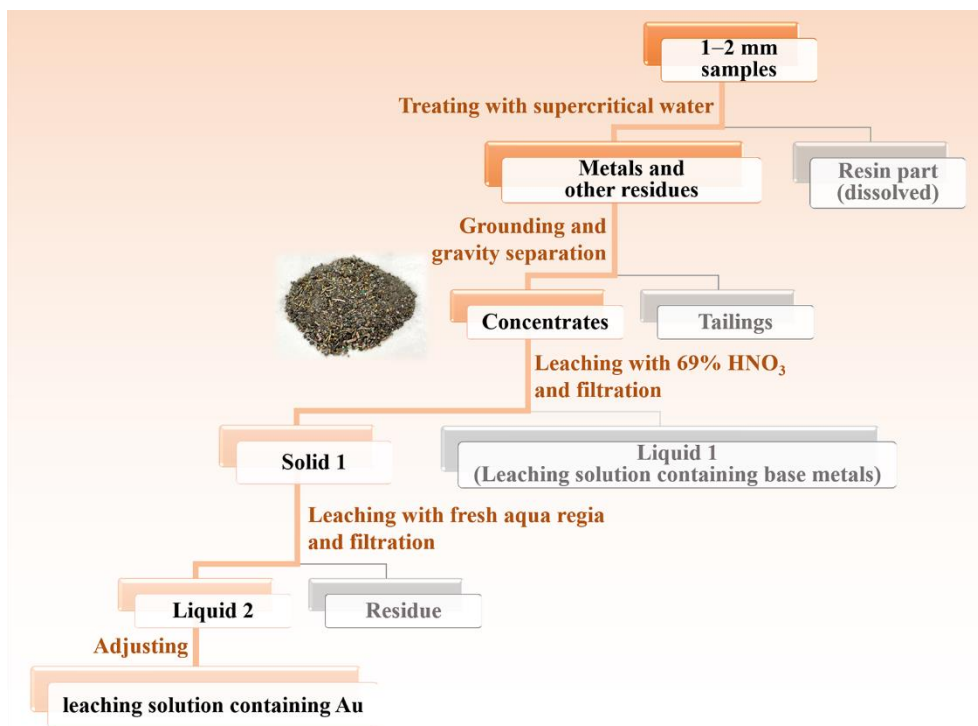 1–2 mm
samples
Treating with supercritical water
Metals and
other residues
Resin part
(dissolved)
Grounding and
gravity separation
Concentrates
Tailings
Leaching with 69% HNO₃
and filtration
Solid 1
Liquid 1
(Leaching solution containing base metals)
Leaching with fresh aqua regia
and filtration
Liquid 2
Residue
Adjusting
leaching solution containing Au